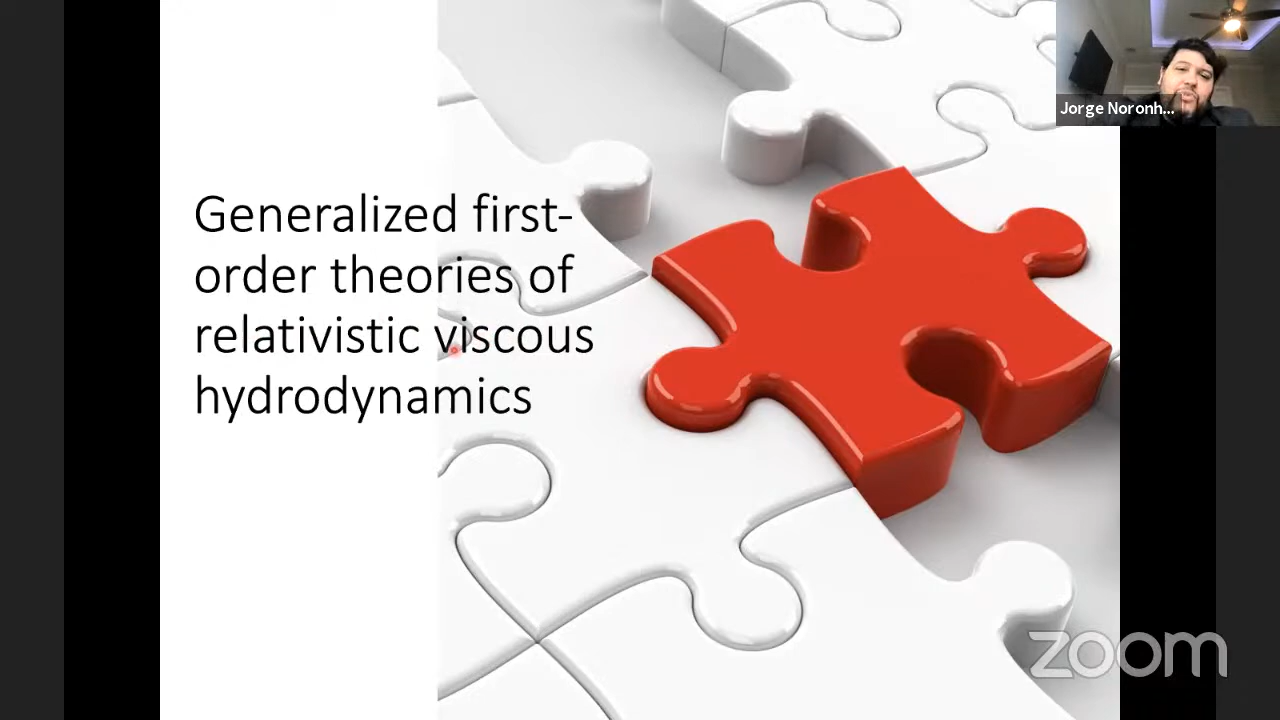 Jorge Noronh...
Generalized first-
order theories of
relativistic viscous
hydrodynamics
zoom